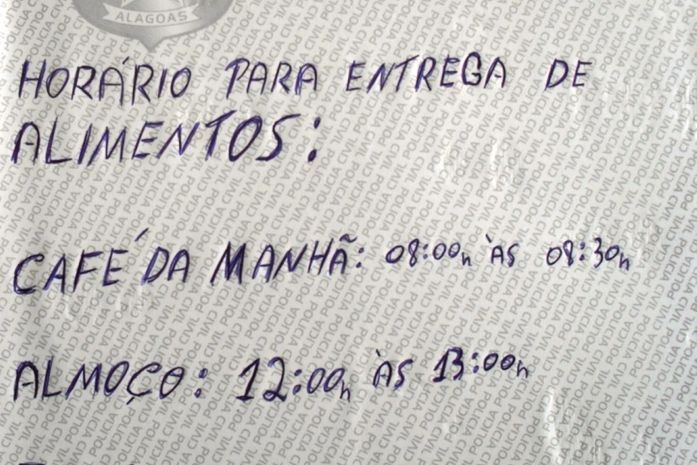 ALAGOAS
HORÁRIO PARA ENTREGA DE
ALIMENTOS:
CAFÉ DA MANHÃ: 08:00h ÀS 08:30h
ALMOÇO: 12:00h ÀS 13:00h